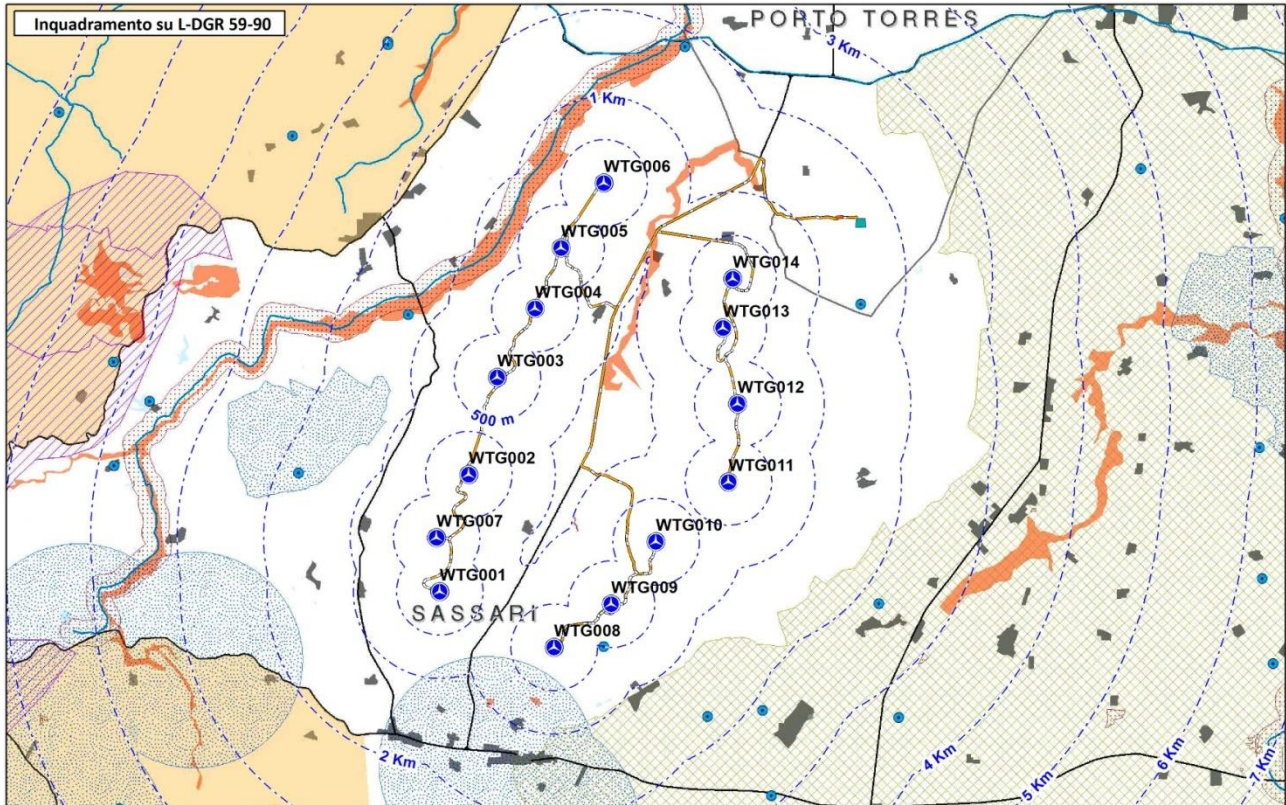 Inquadramento su L-DGR 59-90
PORTO TORRÈS
3 Km
1 Km
WTG006
WTG005
WTG014
WTG004
WTG013
WTG003
500 m
WTG012
WTG002
WTG011
WTG007
WTG010
WTG001
WTG009
SASSARI
WTG008
2 Km
4 Km
5 Km
6 Km
7 Km